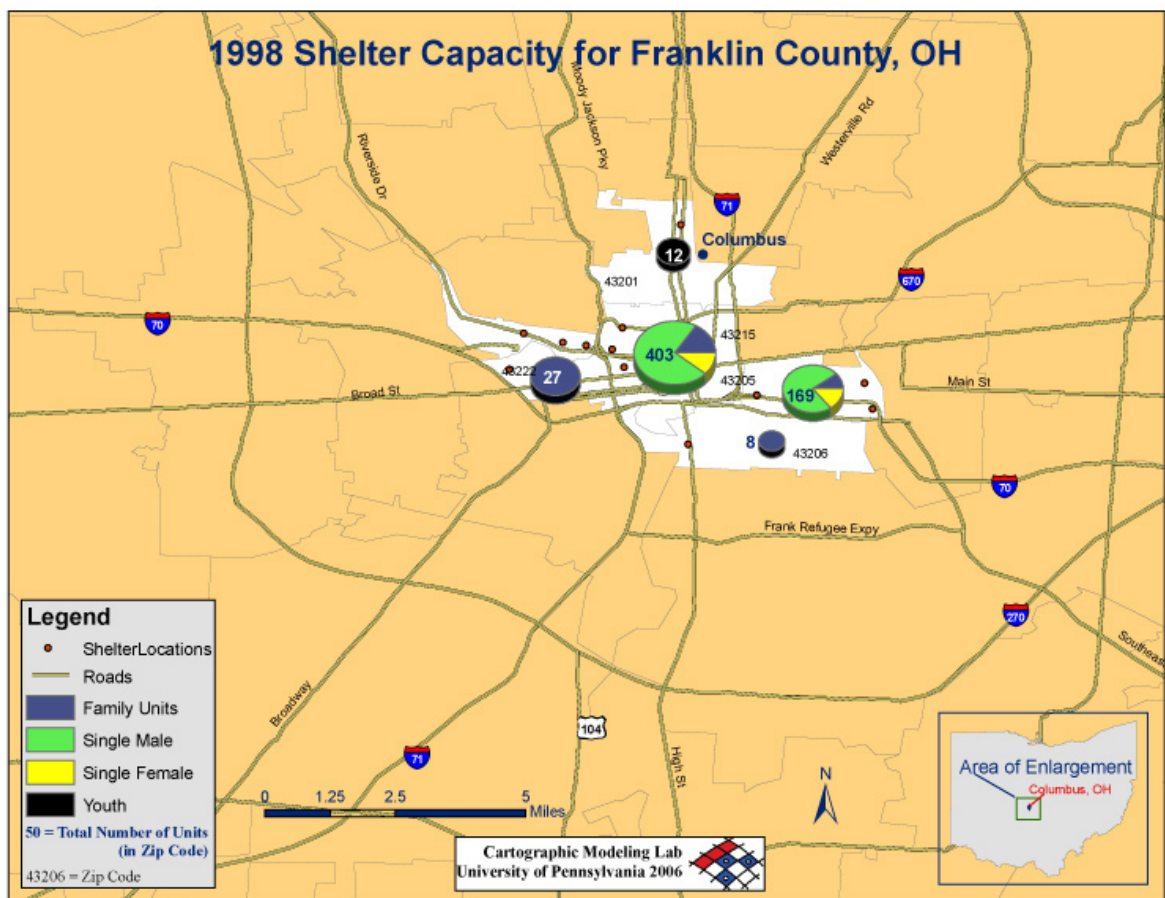 1998 Shelter Capacity for Franklin County, OH
Moody Jackson Pky
Westerville Rd
Riverside Dr
71
Columbus
12
43201
670
70
403
43215
43222
27
43205
Main St
Broad St
169
8
43206
70
Frank Refugee Expy
270
Southeas
Broadway
104
High St
71
Legend
ShelterLocations
Roads
Family Units
Single Male
Single Female
Youth
50 = Total Number of Units
(in Zip Code)
43206 = Zip Code
0 1.25 2.5 5
Miles
N
Area of Enlargement
Columbus, OH
Cartographic Modeling Lab
University of Pennsylvania 2006